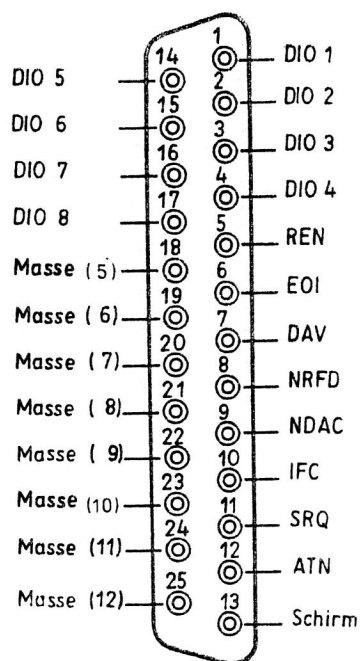 1 DIO 1
14 DIO 5
2 DIO 2
15 DIO 6
3 DIO 3
16 DIO 7
4 DIO 4
17 DIO 8
5 REN
18 Masse (5)
6 EOI
19 Masse (6)
7 DAV
20 Masse (7)
8 NRFD
21 Masse (8)
9 NDAC
22 Masse (9)
10 IFC
23 Masse (10)
11 SRQ
24 Masse (11)
12 ATN
25 Masse (12)
13 Schirm